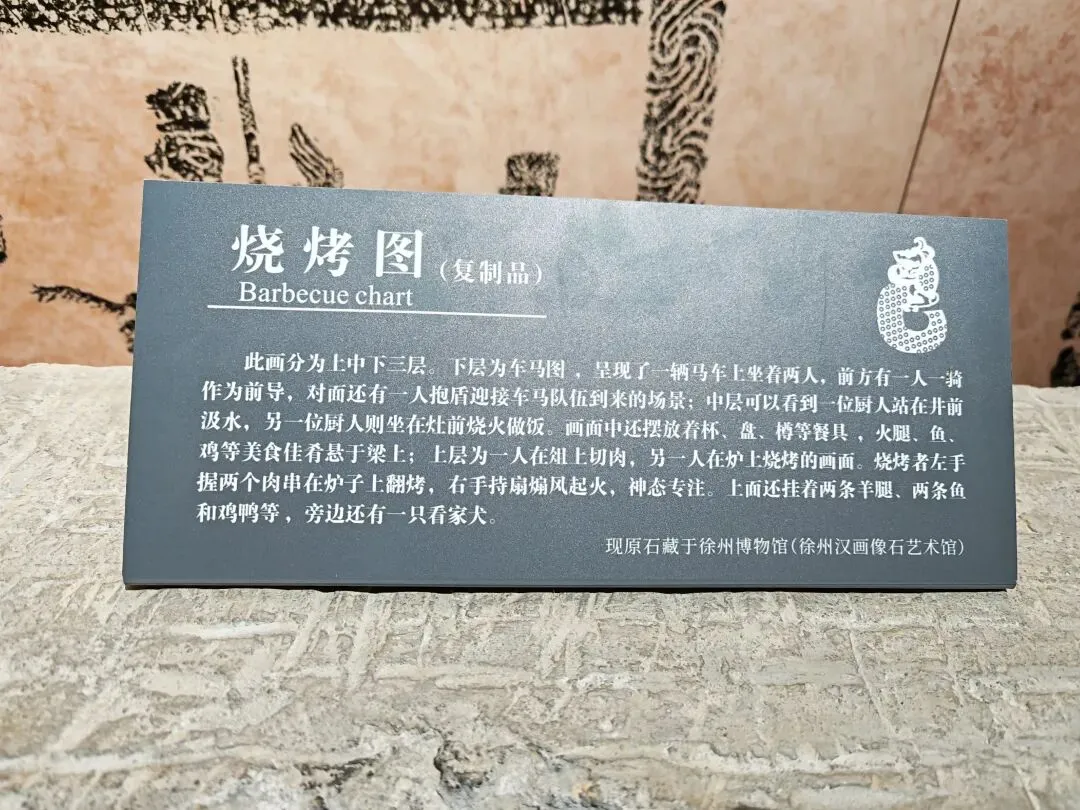 烧烤图(复制品)
Barbecue chart
此画分为上中下三层。下层为车马图，呈现了一辆马车上坐着两人，前方有一人一骑
作为前导，对面还有一人抱盾迎接车马队伍到来的场景；中层可以看到一位厨人站在井前
汲水，另一位厨人则坐在灶前烧火做饭。画面中还摆放着杯、盘、樽等餐具，火腿、鱼、
鸡等美食佳肴悬于梁上；上层为一人在俎上切肉，另一人在炉上烧烤的画面。烧烤者左手
握两个肉串在炉子上翻烤，右手持扇煽风起火，神态专注。上面还挂着两条羊腿、两条鱼
和鸡鸭等，旁边还有一只看家犬。
现原石藏于徐州博物馆(徐州汉画像石艺术馆)